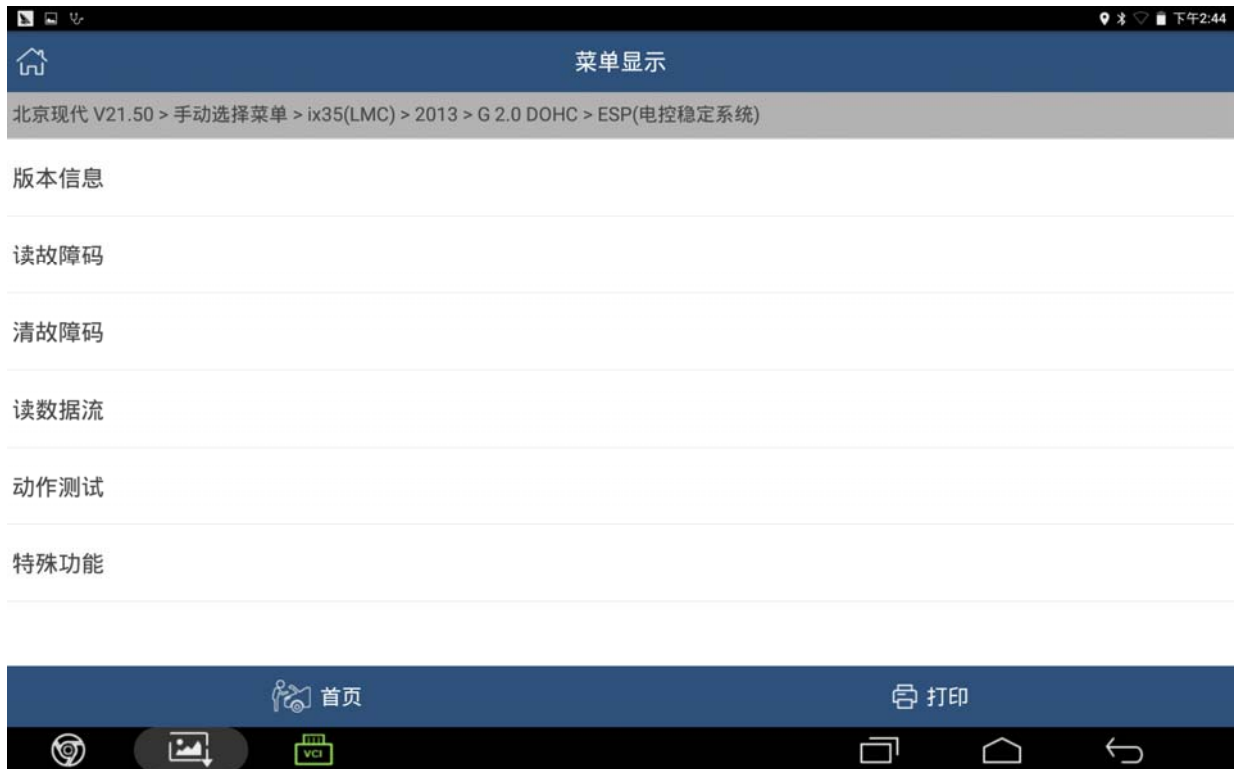 下午2:44
菜单显示
北京现代 V21.50 > 手动选择菜单 > ix35(LMC) > 2013 > G 2.0 DOHC > ESP(电控稳定系统)
版本信息
读故障码
清故障码
读数据流
动作测试
特殊功能
首页
打印
VCI